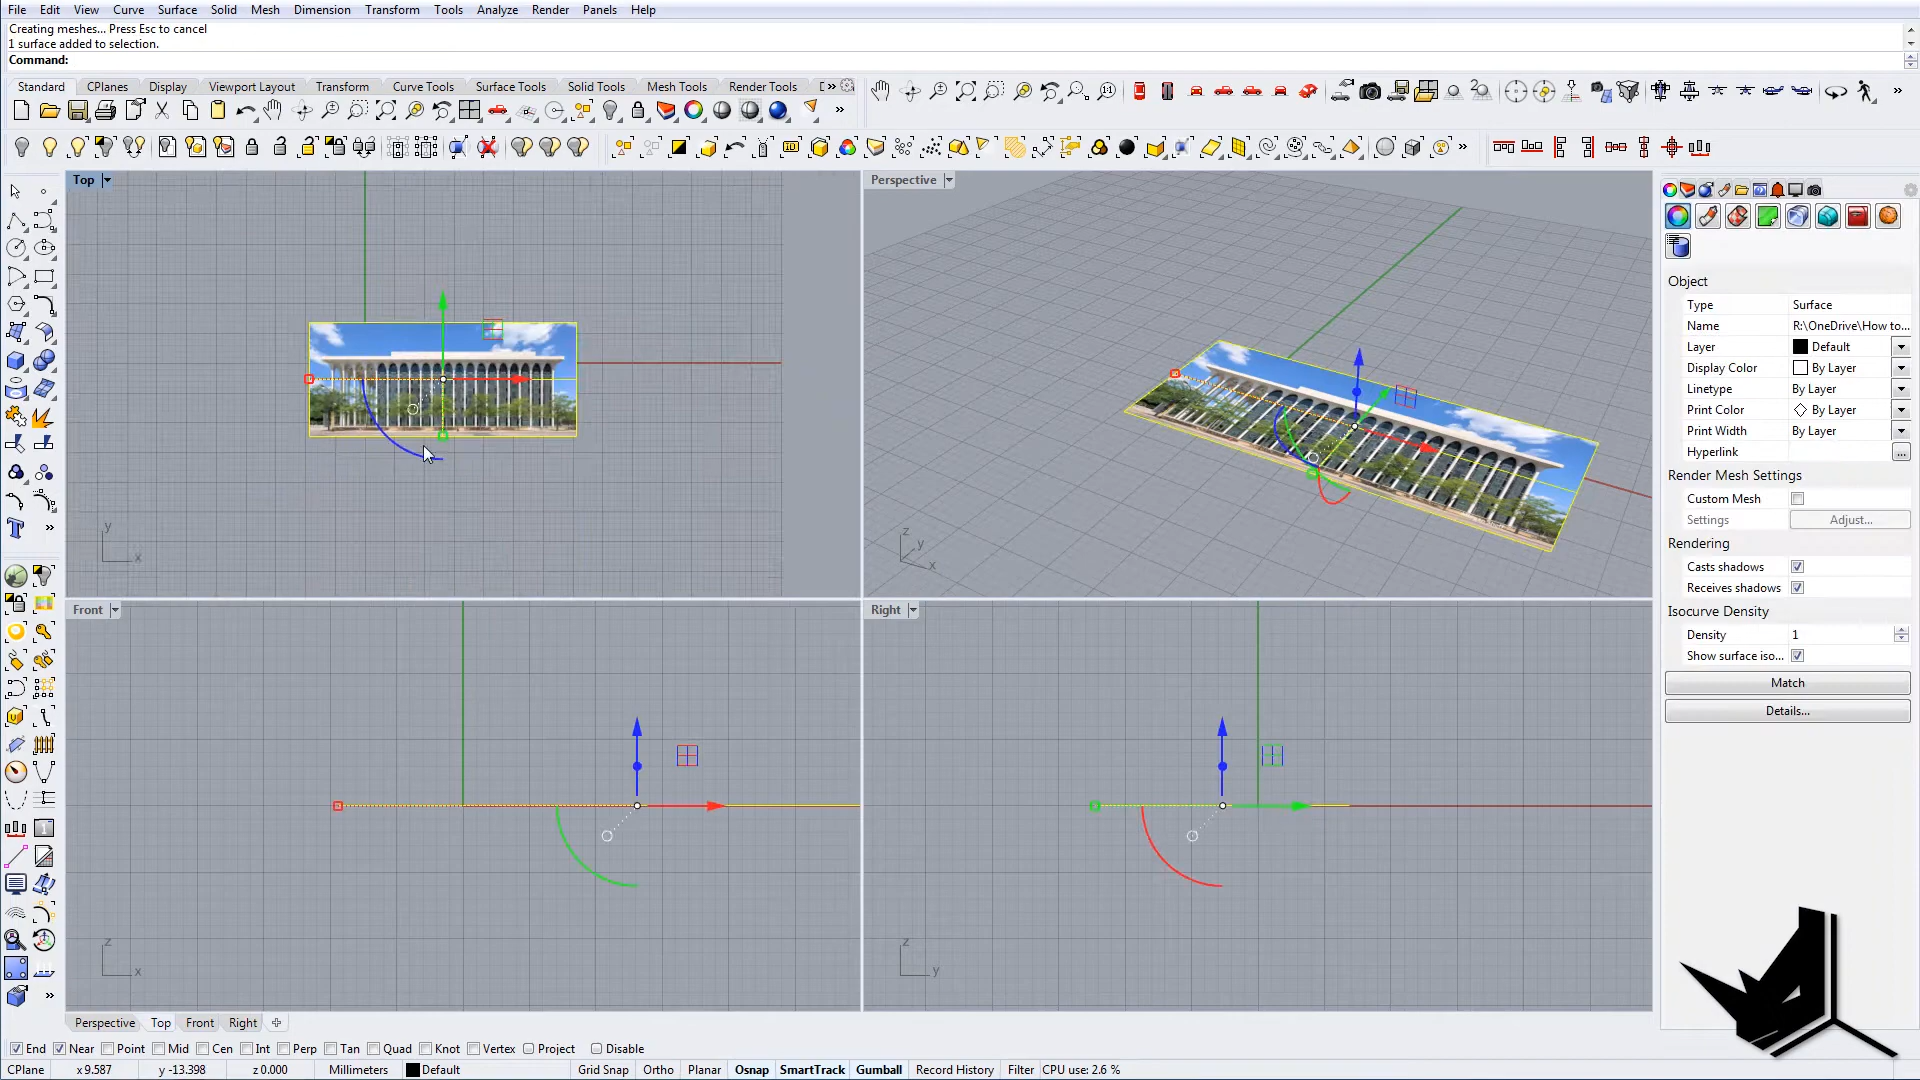 File Edit View Curve Surface Solid Mesh Dimension Transform Tools Analyze Render Panels Help
Creating meshes... Press Esc to cancel
1 surface added to selection.
Command:
Standard CPlanes Display Viewport Layout Transform Curve Tools Surface Tools Solid Tools Mesh Tools Render Tools
Top
Perspective
y
x
z
y
x
Front
Right
z
x
z
y
Object
Type Surface
Name R:\OneDrive\How to...
Layer Default
Display Color By Layer
Linetype By Layer
Print Color By Layer
Print Width By Layer
Hyperlink ...
Render Mesh Settings
Custom Mesh
Settings Adjust...
Rendering
Casts shadows
Receives shadows
Isocurve Density
Density 1
Show surface iso...
Match
Details...
Perspective Top Front Right
End Near Point Mid Cen Int Perp Tan Quad Knot Vertex Project Disable
CPlane x 9.587 y -13.398 z 0.000 Millimeters Default Grid Snap Ortho Planar Osnap SmartTrack Gumball Record History Filter CPU use: 2.6 %